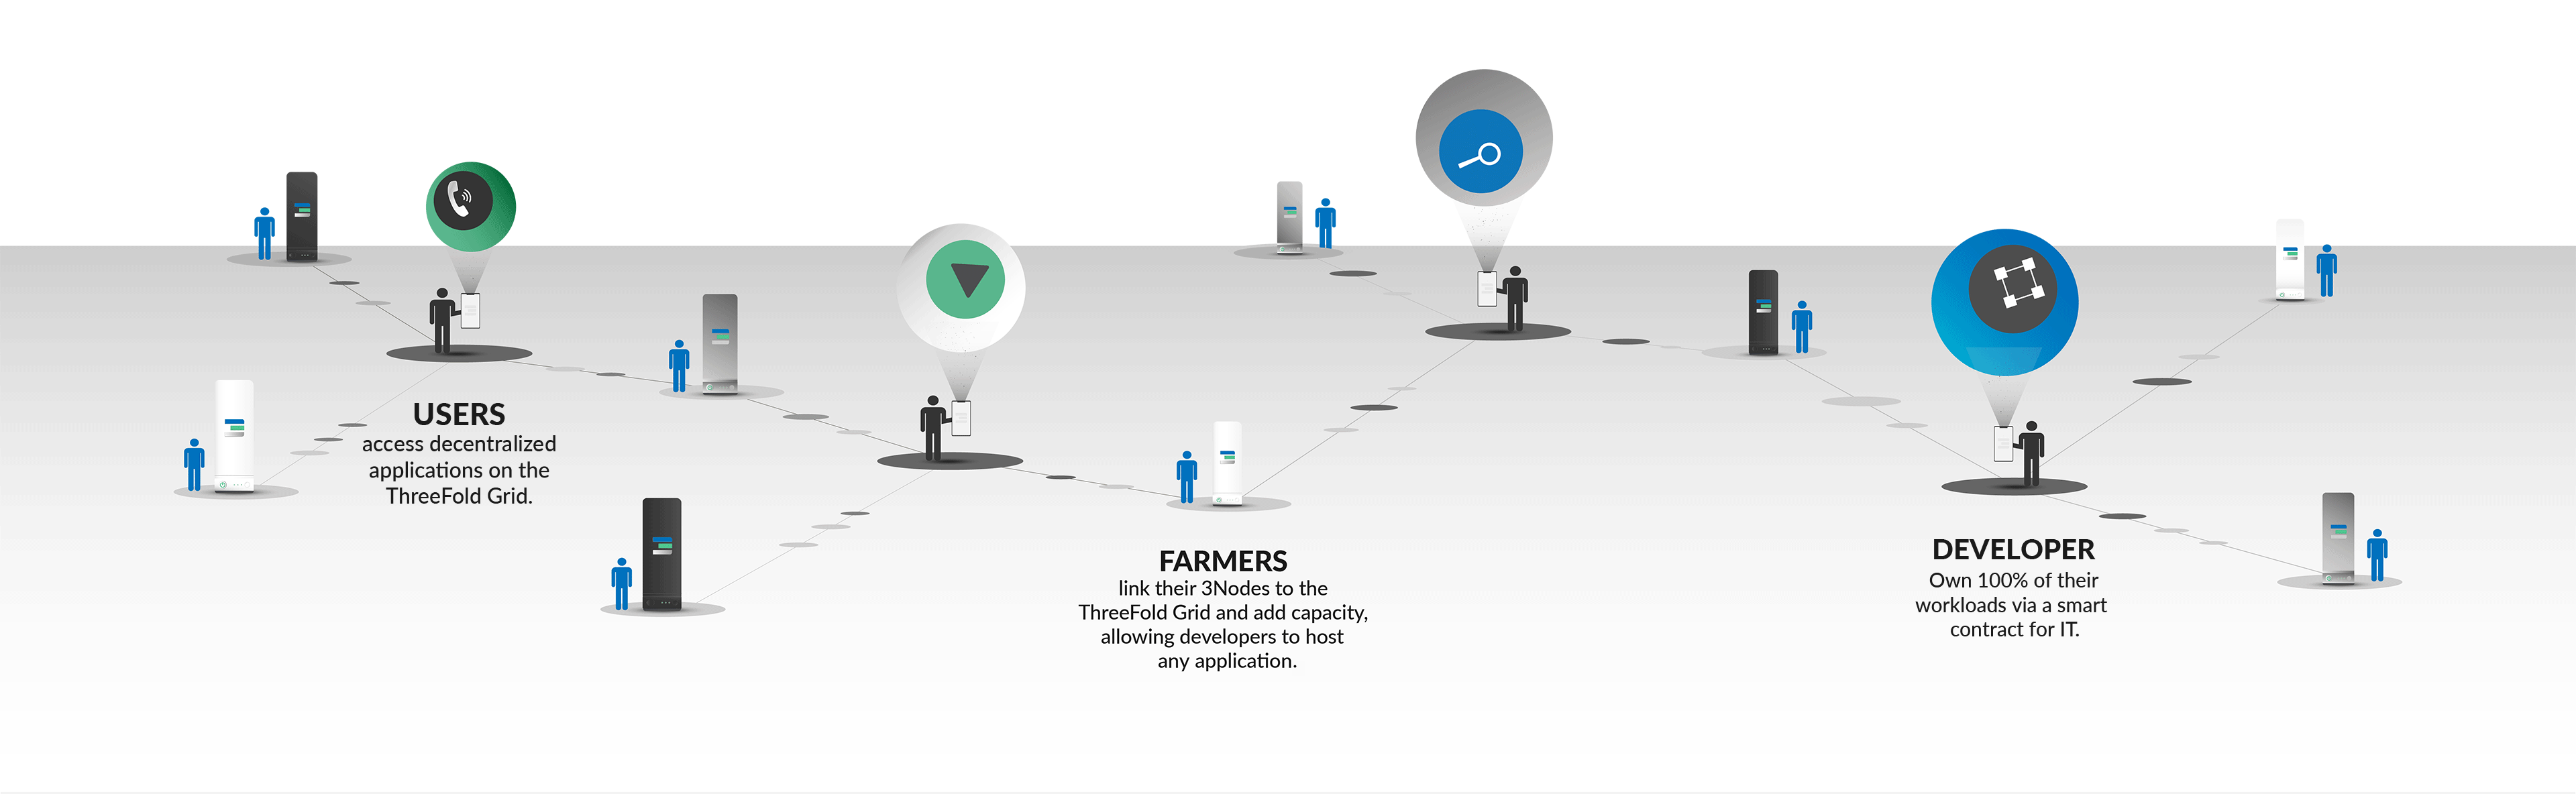 USERS
access decentralized
applications on the
ThreeFold Grid.
FARMERS
link their 3Nodes to the
ThreeFold Grid and add capacity,
allowing developers to host
any application.
DEVELOPER
Own 100% of their
workloads via a smart
contract for IT.